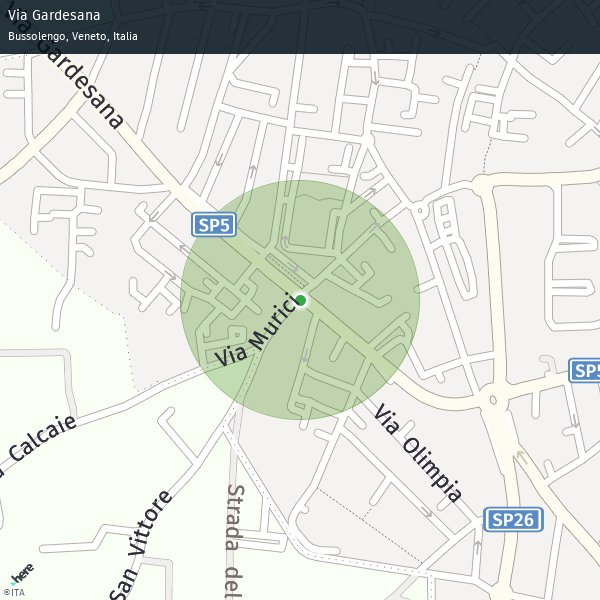 Via Gardesana
Bussolengo, Veneto, Italia
Via Gardesana
SP5
Via Murici
SP5
Calcaie
Via Olimpia
SP26
San Vittore
Strada del
here
©ITA